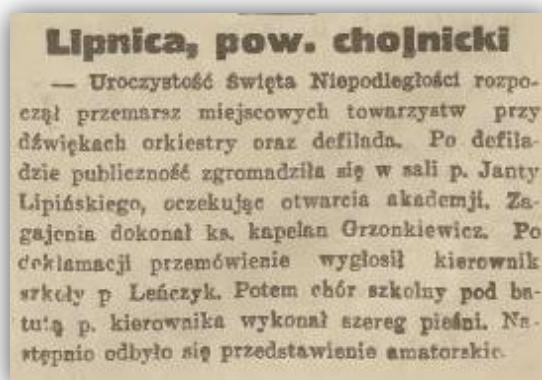 Lipnica, pow. chojnicki
— Uroczystość Święta Niepodległości rozpo-
czął przemarsz miejscowych towarzystw przy
dźwiękach orkiestry oraz defilada. Po defila-
dzie publiczność zgromadziła się w sali p. Janty
Lipińskiego, oczekując otwarcia akademji. Za-
gajenia dokonał ks. kapelan Grzonkiewicz. Po
deklamacji przemówienie wygłosił kierownik
szkoły p Leńczyk. Potem chór szkolny pod ba-
tutą p. kierownika wykonał szereg pieśni. Na-
stępnio odbyło się przedstawienie amatorskie.